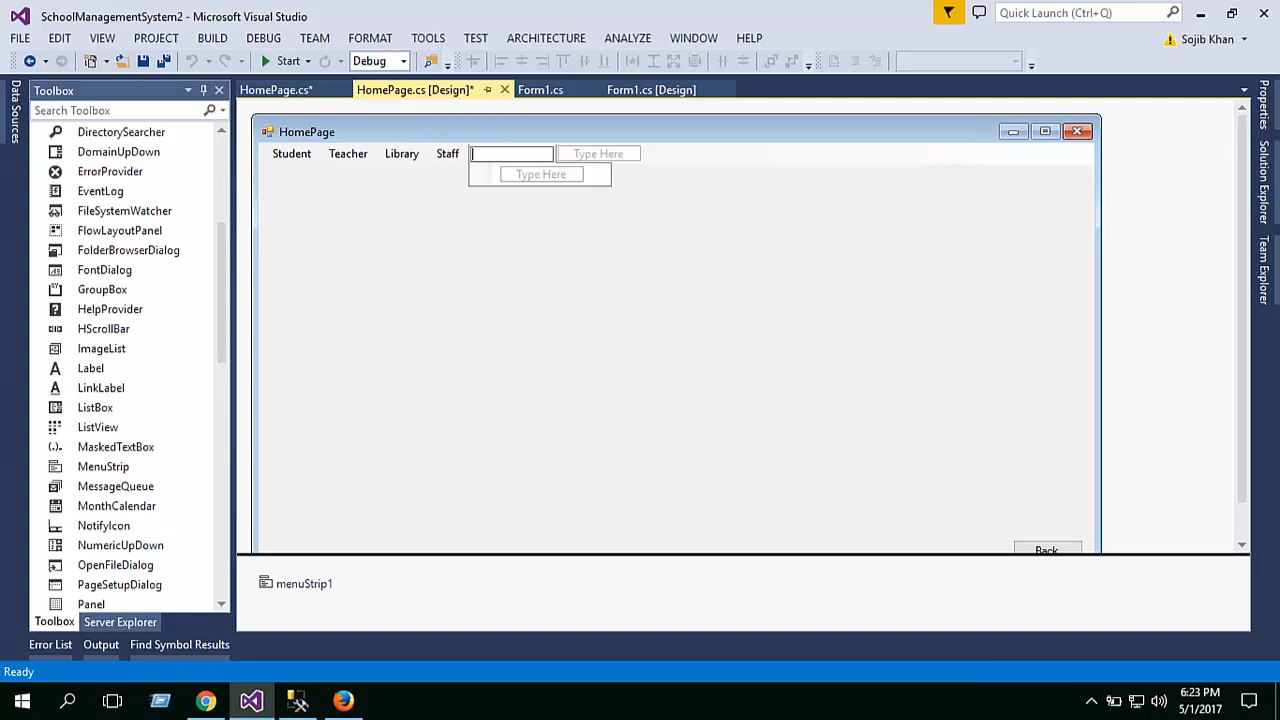 SchoolManagementSystem2 - Microsoft Visual Studio
Quick Launch (Ctrl+Q)
FILE EDIT VIEW PROJECT BUILD DEBUG TEAM FORMAT TOOLS TEST ARCHITECTURE ANALYZE WINDOW HELP
Sojib Khan
Start Debug
Data Sources
Toolbox
HomePage.cs* HomePage.cs [Design]* Form1.cs Form1.cs [Design]
Search Toolbox
DirectorySearcher
DomainUpDown
ErrorProvider
EventLog
FileSystemWatcher
FlowLayoutPanel
FolderBrowserDialog
FontDialog
GroupBox
HelpProvider
HScrollBar
ImageList
Label
LinkLabel
ListBox
ListView
MaskedTextBox
MenuStrip
MessageQueue
MonthCalendar
NotifyIcon
NumericUpDown
OpenFileDialog
PageSetupDialog
Panel
HomePage
Student Teacher Library Staff Type Here
Type Here
Back
menuStrip1
Properties
Solution Explorer
Team Explorer
Toolbox Server Explorer
Error List Output Find Symbol Results
Ready
6:23 PM
5/1/2017